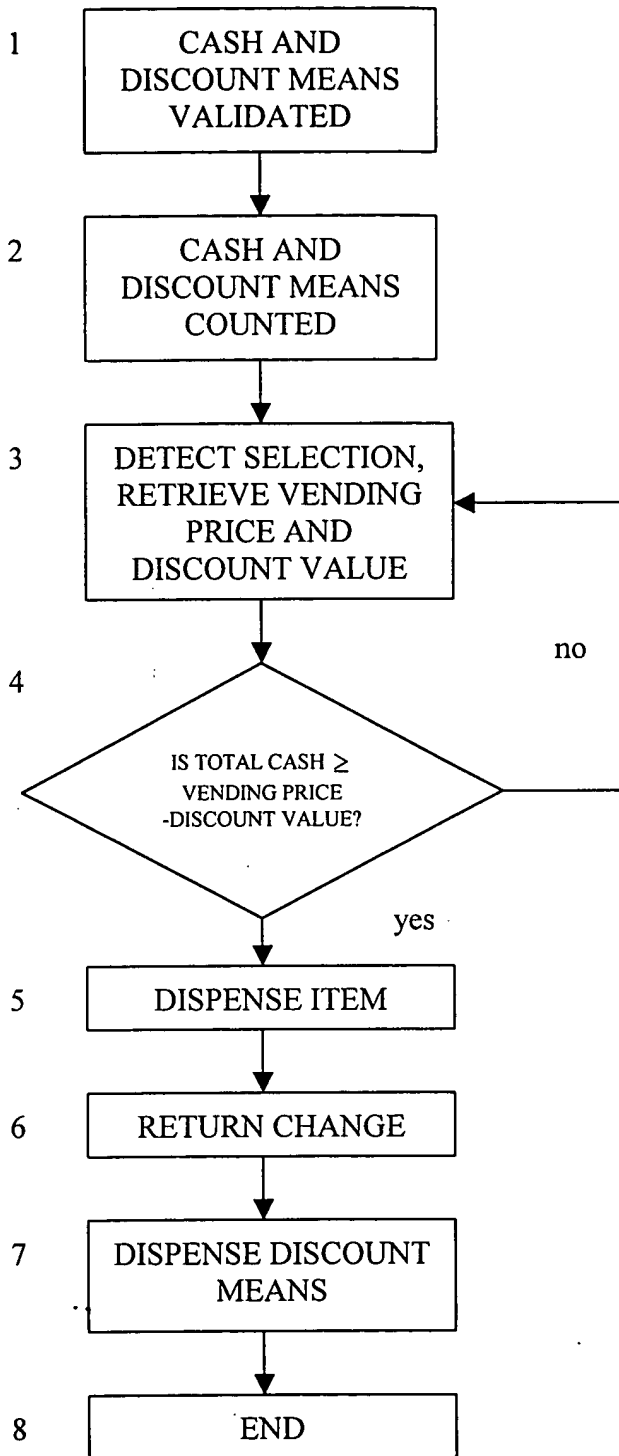 1
CASH AND
DISCOUNT MEANS
VALIDATED
2
CASH AND
DISCOUNT MEANS
COUNTED
3
DETECT SELECTION,
RETRIEVE VENDING
PRICE AND
DISCOUNT VALUE
no
4
IS TOTAL CASH ≥
VENDING PRICE
-DISCOUNT VALUE?
yes
5
DISPENSE ITEM
6
RETURN CHANGE
7
DISPENSE DISCOUNT
MEANS
8
END